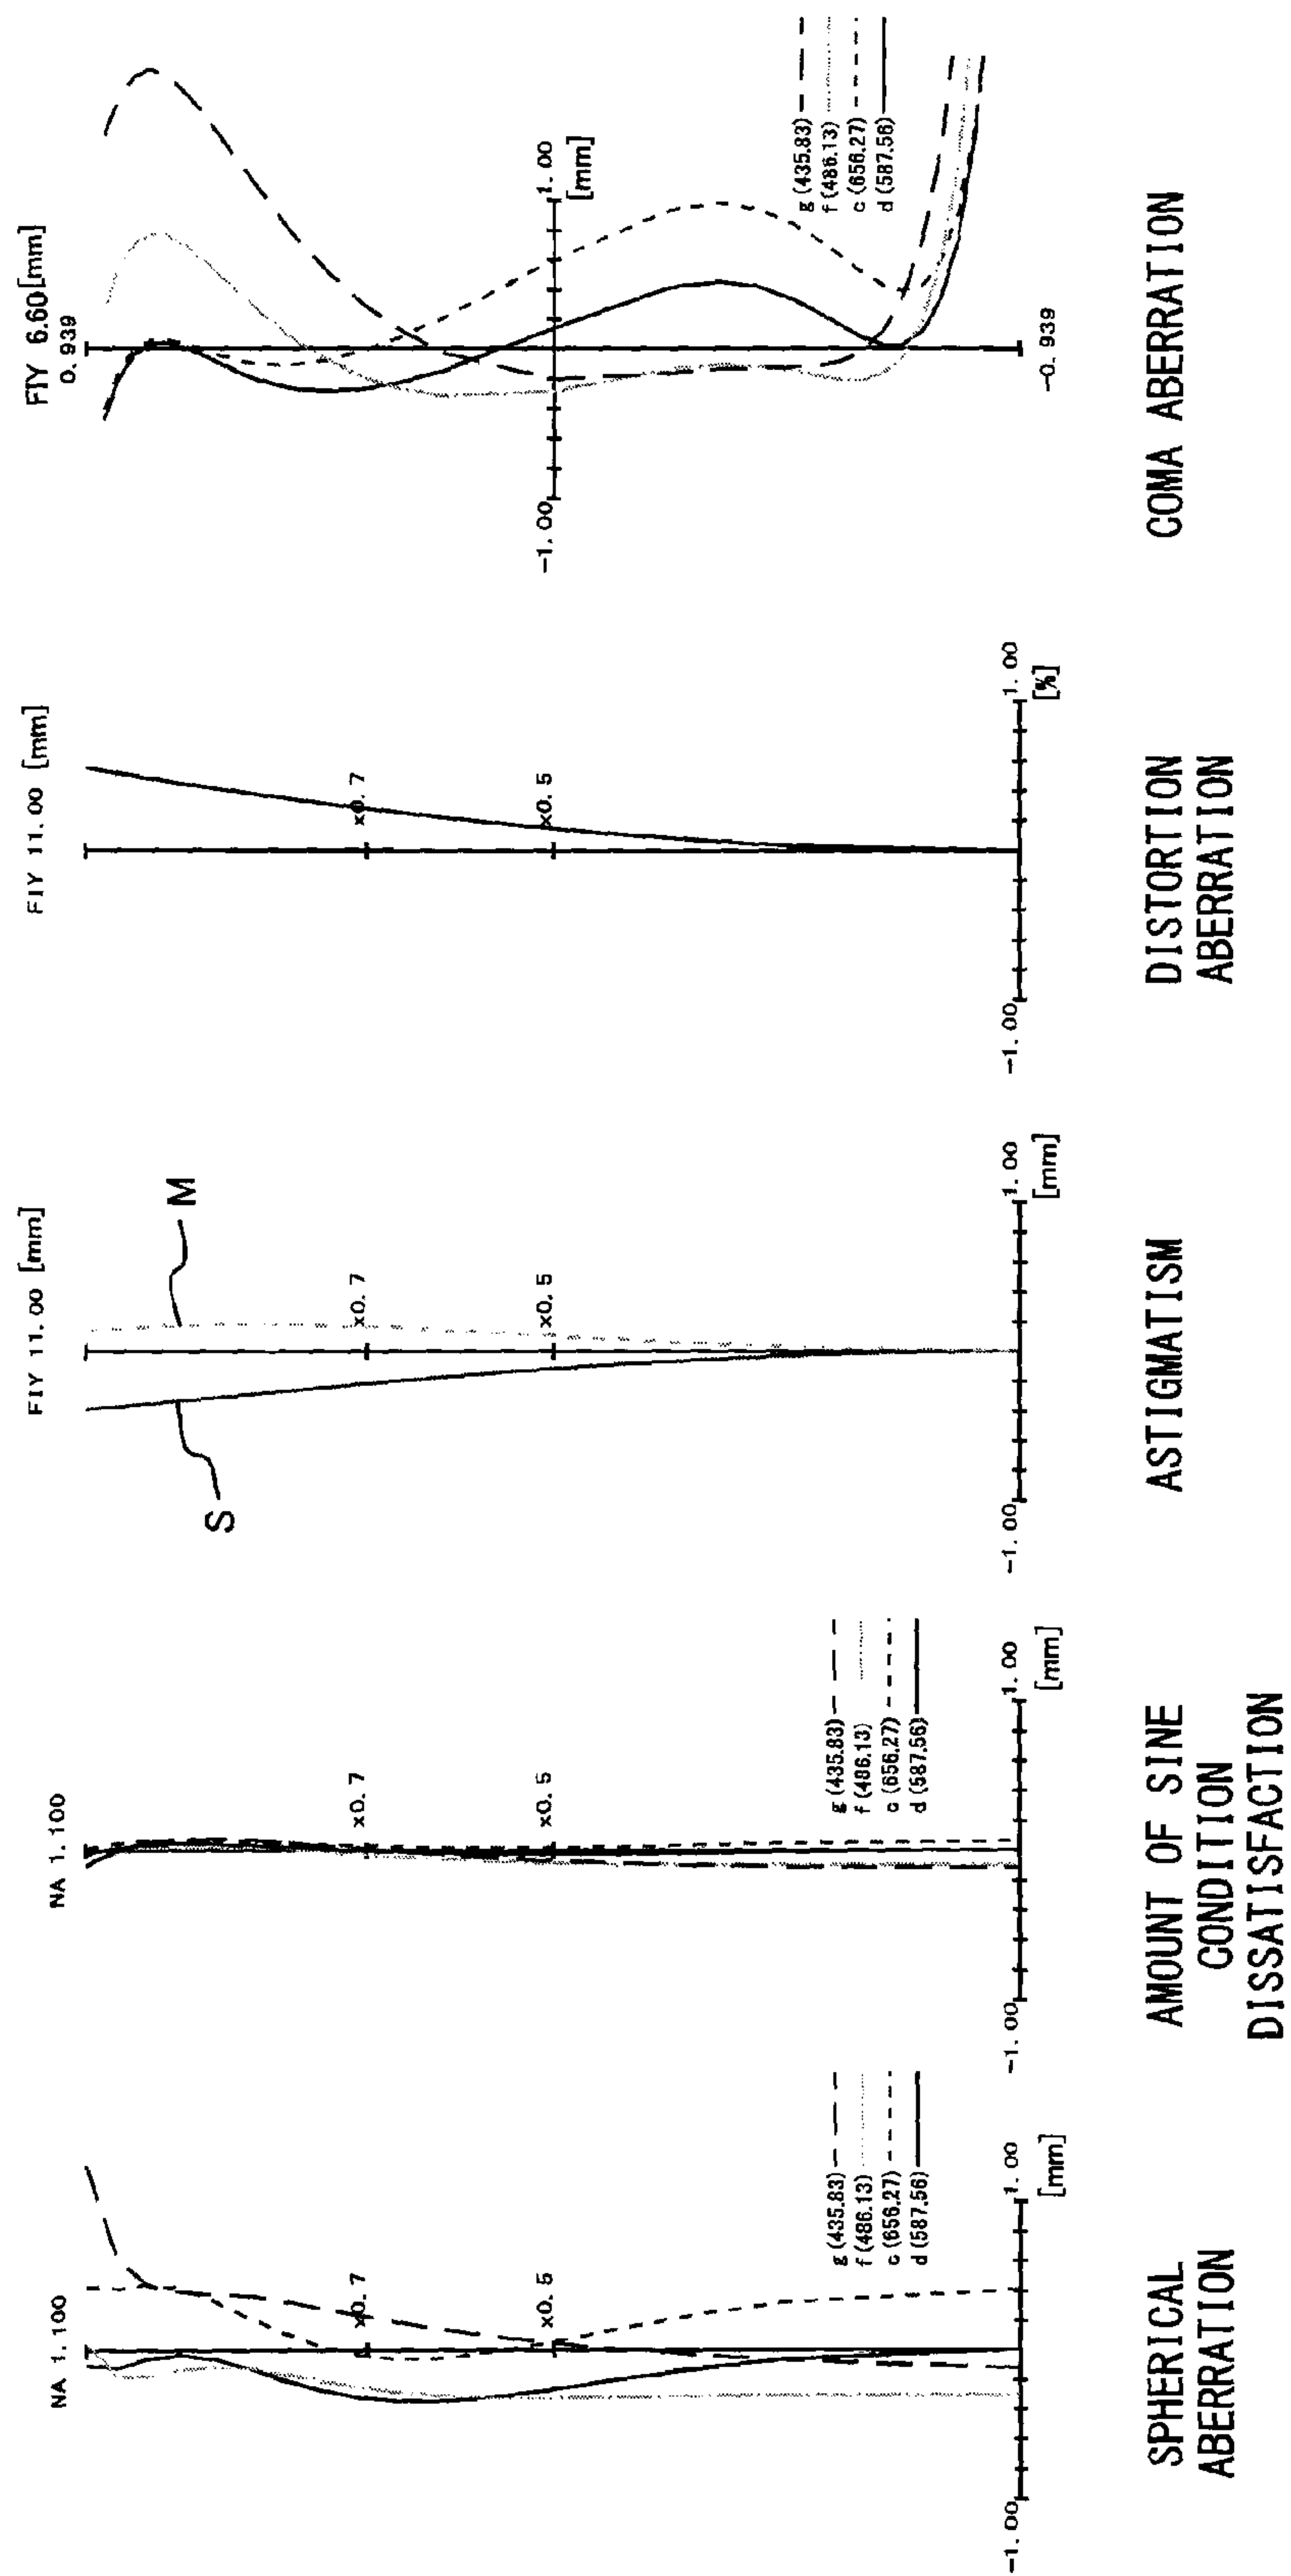 NA 1.100
x0.7
x0.5
g (435.83)
f (486.13)
c (656.27)
d (587.56)
-1.00
1.00
[mm]
SPHERICAL
ABERRATION
NA 1.100
x0.7
x0.5
g (435.83)
f (486.13)
c (656.27)
d (587.56)
-1.00
1.00
[mm]
AMOUNT OF SINE
CONDITION
DISSATISFACTION
FIY 11.00 [mm]
S
M
x0.7
x0.5
-1.00
1.00
[mm]
ASTIGMATISM
FIY 11.00 [mm]
x0.7
x0.5
-1.00
1.00
[%]
DISTORTION
ABERRATION
FIY 6.60[mm]
0.939
-1.00
1.00
[mm]
g (435.83)
f (486.13)
c (656.27)
d (587.56)
-0.939
COMA ABERRATION